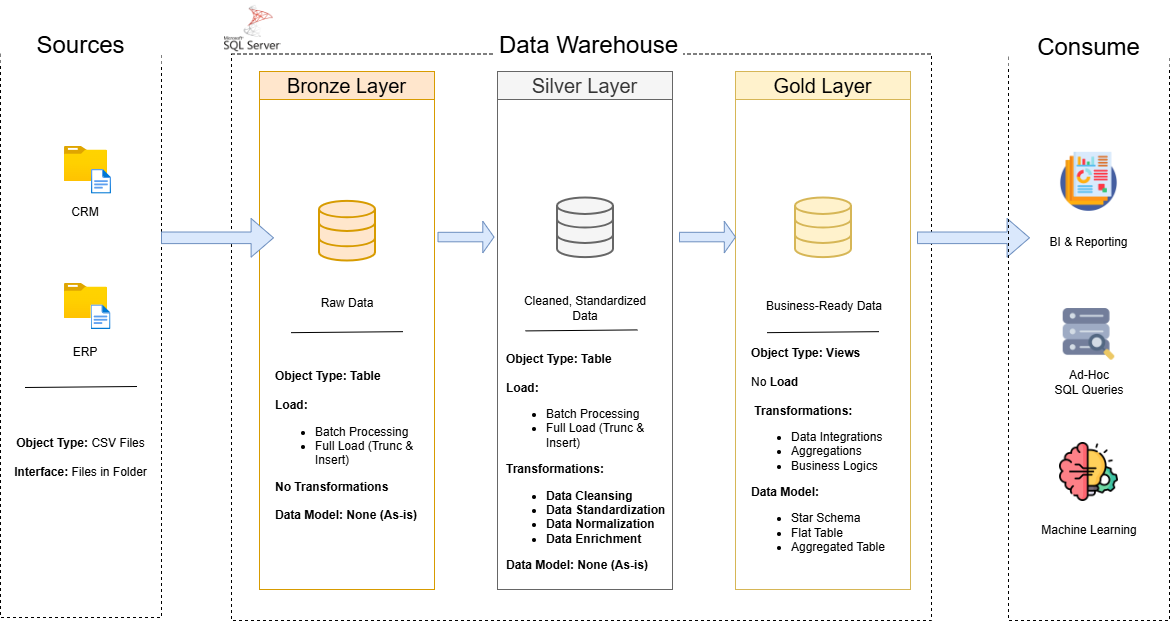 Sources
CRM
ERP
Object Type: CSV Files
Interface: Files in Folder
Microsoft
SQL Server
Data Warehouse
Bronze Layer
Raw Data
Object Type: Table
Load:
Batch Processing
Full Load (Trunc &
Insert)
No Transformations
Data Model: None (As-is)
Silver Layer
Cleaned, Standardized
Data
Object Type: Table
Load:
Batch Processing
Full Load (Trunc &
Insert)
Transformations:
Data Cleansing
Data Standardization
Data Normalization
Data Enrichment
Data Model: None (As-is)
Gold Layer
Business-Ready Data
Object Type: Views
No Load
Transformations:
Data Integrations
Aggregations
Business Logics
Data Model:
Star Schema
Flat Table
Aggregated Table
Consume
BI & Reporting
Ad-Hoc
SQL Queries
Machine Learning